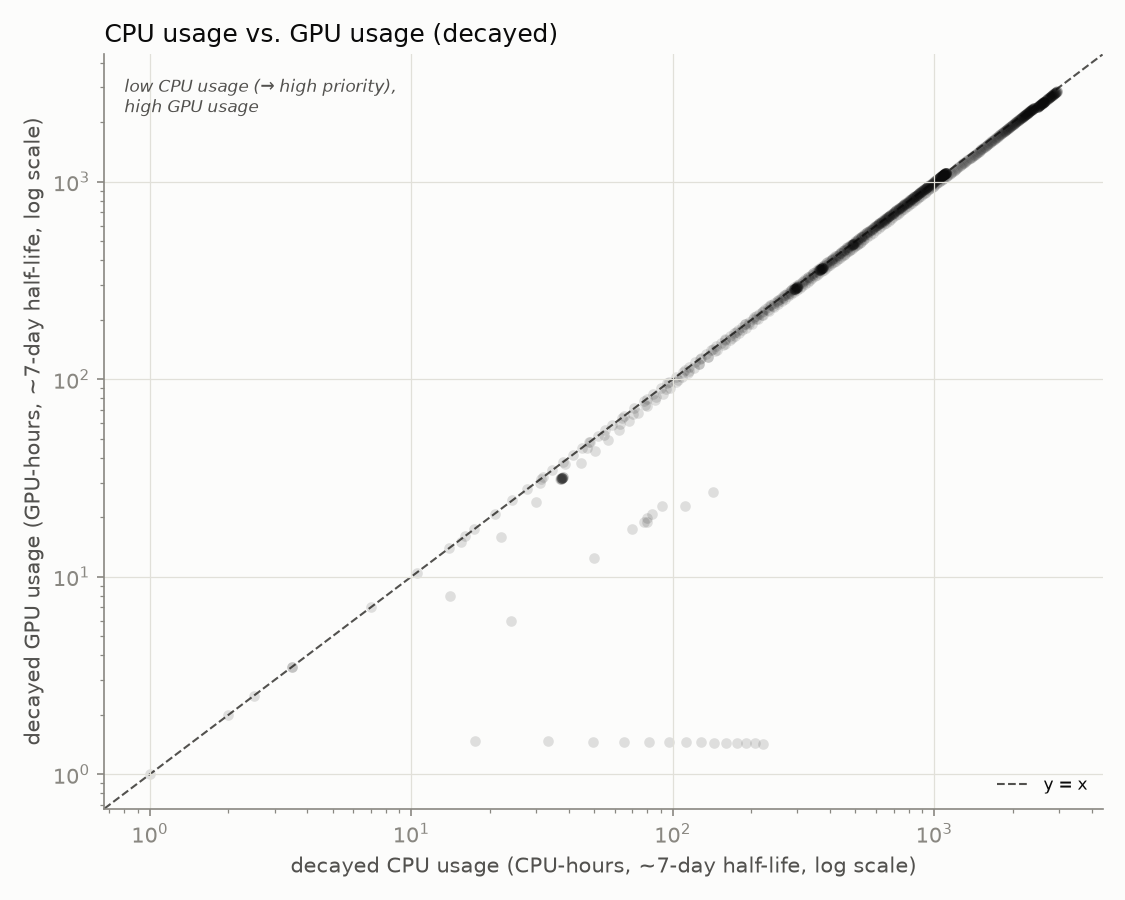 CPU usage vs. GPU usage (decayed)
low CPU usage (→ high priority),
high GPU usage
decayed GPU usage (GPU-hours, ~7-day half-life, log scale)
10³
10²
10¹
10⁰
y = x
10⁰ 10¹ 10² 10³
decayed CPU usage (CPU-hours, ~7-day half-life, log scale)